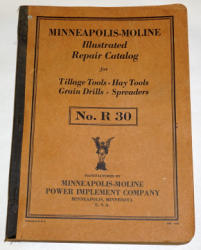 MINNEAPOLIS-MOLINE
Illustrated
Repair Catalog
for
Tillage Tools - Hay Tools
Grain Drills - Spreaders
No. R 30
MANUFACTURED BY
MINNEAPOLIS-MOLINE
POWER IMPLEMENT COMPANY
MINNEAPOLIS, MINNESOTA
U. S. A.